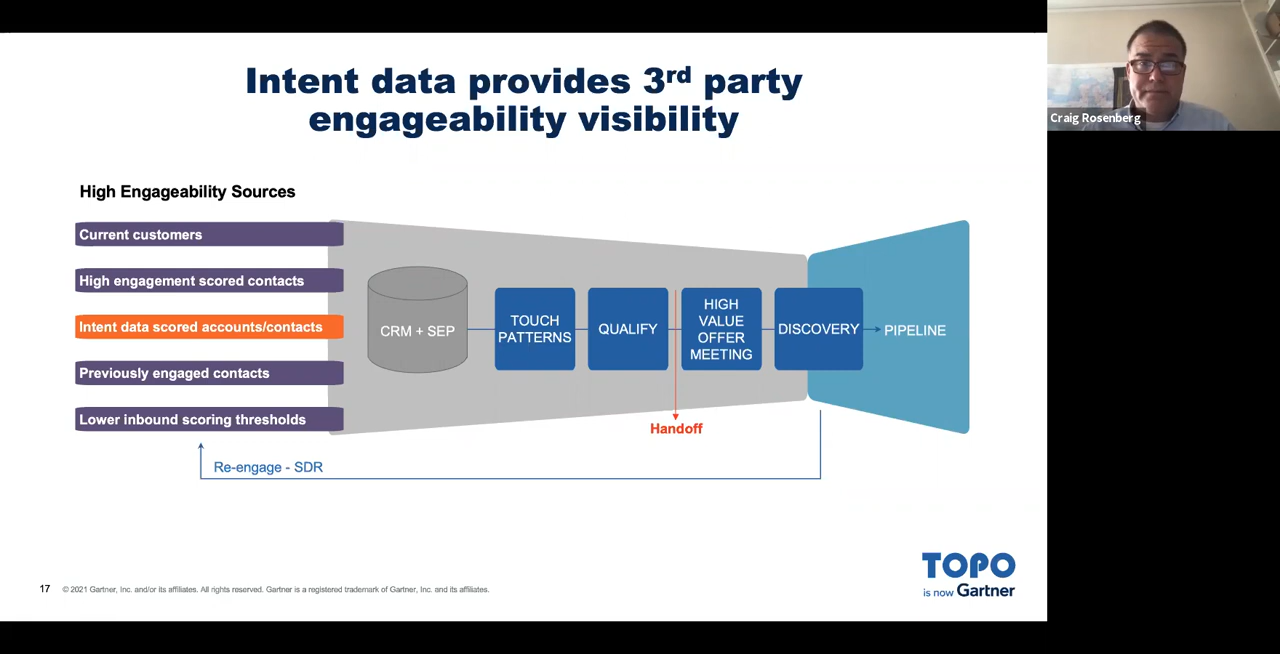 Intent data provides 3rd party
engageability visibility
Craig Rosenberg
High Engageability Sources
Current customers
High engagement scored contacts
Intent data scored accounts/contacts
Previously engaged contacts
Lower inbound scoring thresholds
CRM + SEP
TOUCH
PATTERNS
QUALIFY
HIGH
VALUE
OFFER
MEETING
DISCOVERY
PIPELINE
Handoff
Re-engage - SDR
17
© 2021 Gartner, Inc. and/or its affiliates. All rights reserved. Gartner is a registered trademark of Gartner, Inc. and its affiliates.
TOPO
is now Gartner